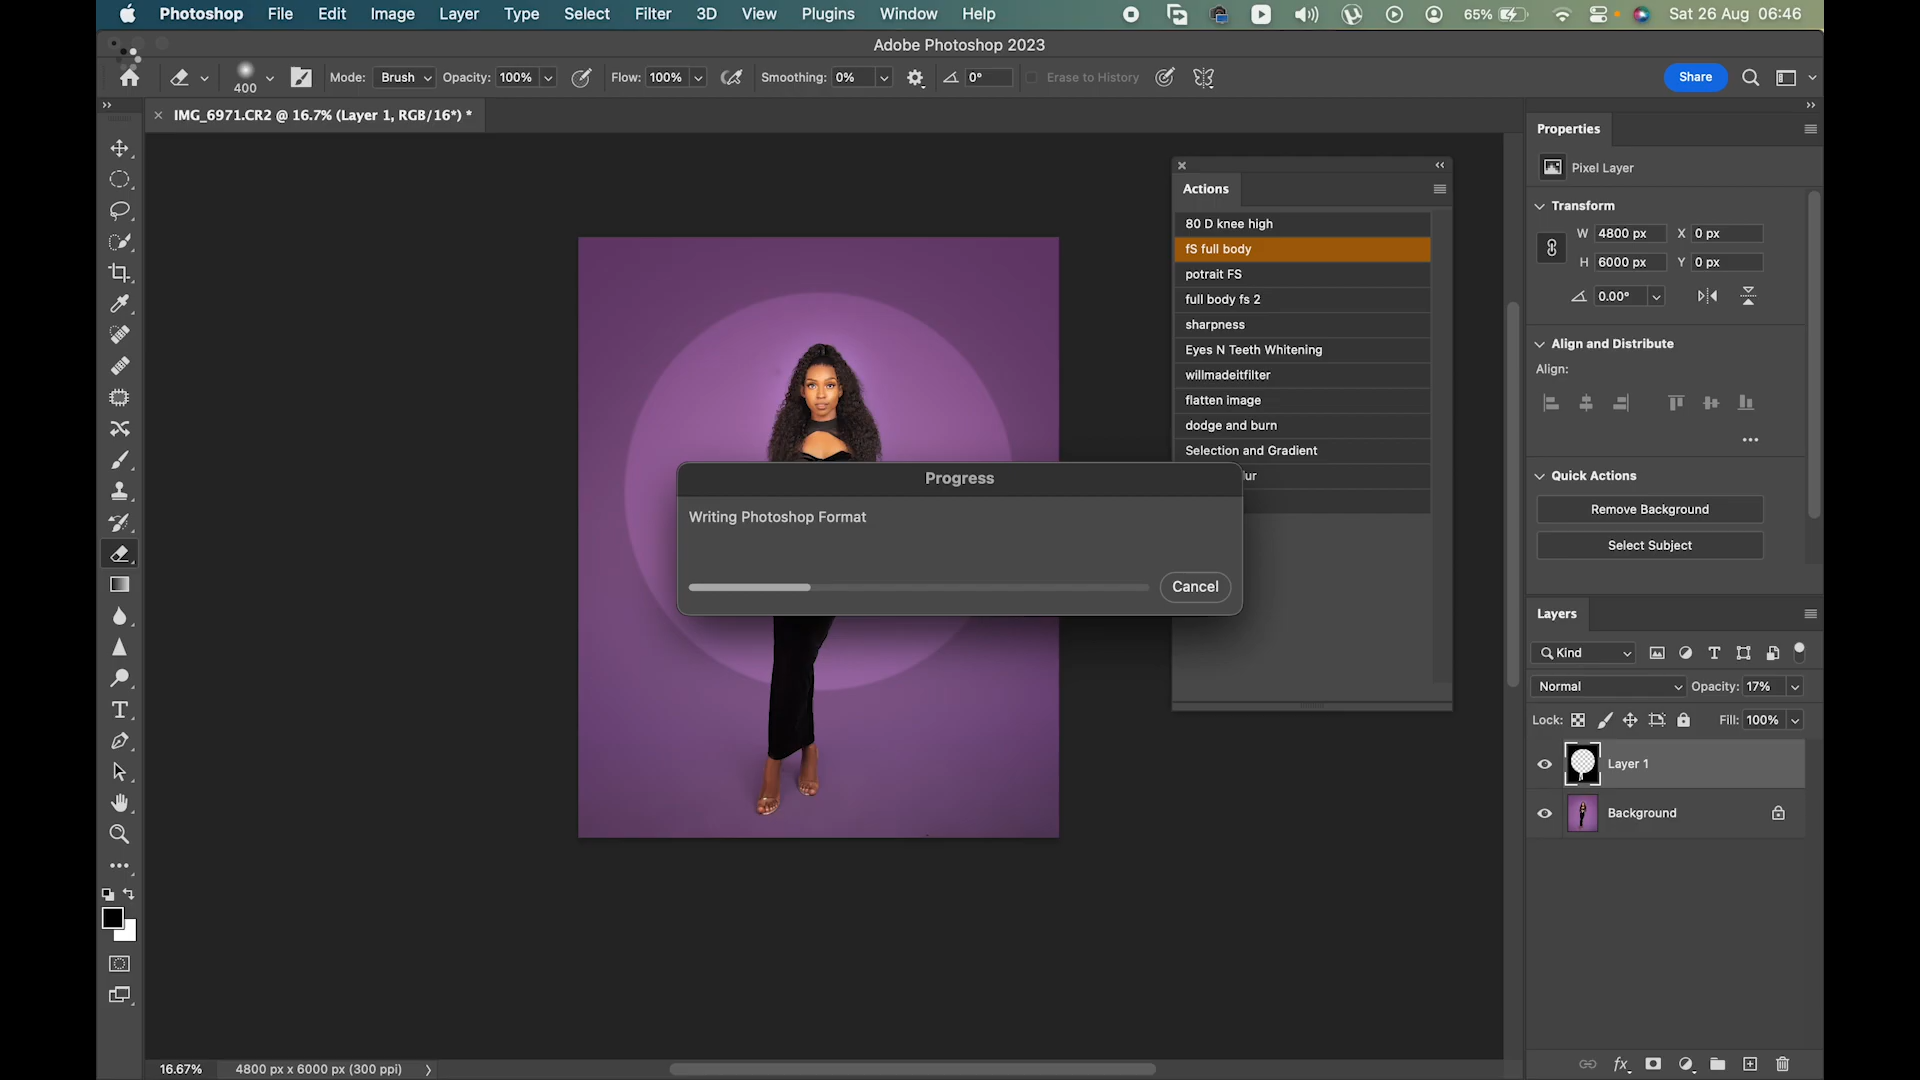 Photoshop File Edit Image Layer Type Select Filter 3D View Plugins Window Help 65% Sat 26 Aug 06:46
Adobe Photoshop 2023
400 Mode: Brush Opacity: 100% Flow: 100% Smoothing: 0% 0° Erase to History Share
IMG_6971.CR2 @ 16.7% (Layer 1, RGB/16*) *
Actions
80 D knee high
fS full body
potrait FS
full body fs 2
sharpness
Eyes N Teeth Whitening
willmadeitfilter
flatten image
dodge and burn
Selection and Gradient
Progress
Writing Photoshop Format
Cancel
Properties
Pixel Layer
Transform
W 4800 px X 0 px
H 6000 px Y 0 px
0.00°
Align and Distribute
Align:
Quick Actions
Remove Background
Select Subject
Layers
Kind
Normal Opacity: 17%
Lock: Fill: 100%
Layer 1
Background
16.67% 4800 px x 6000 px (300 ppi)